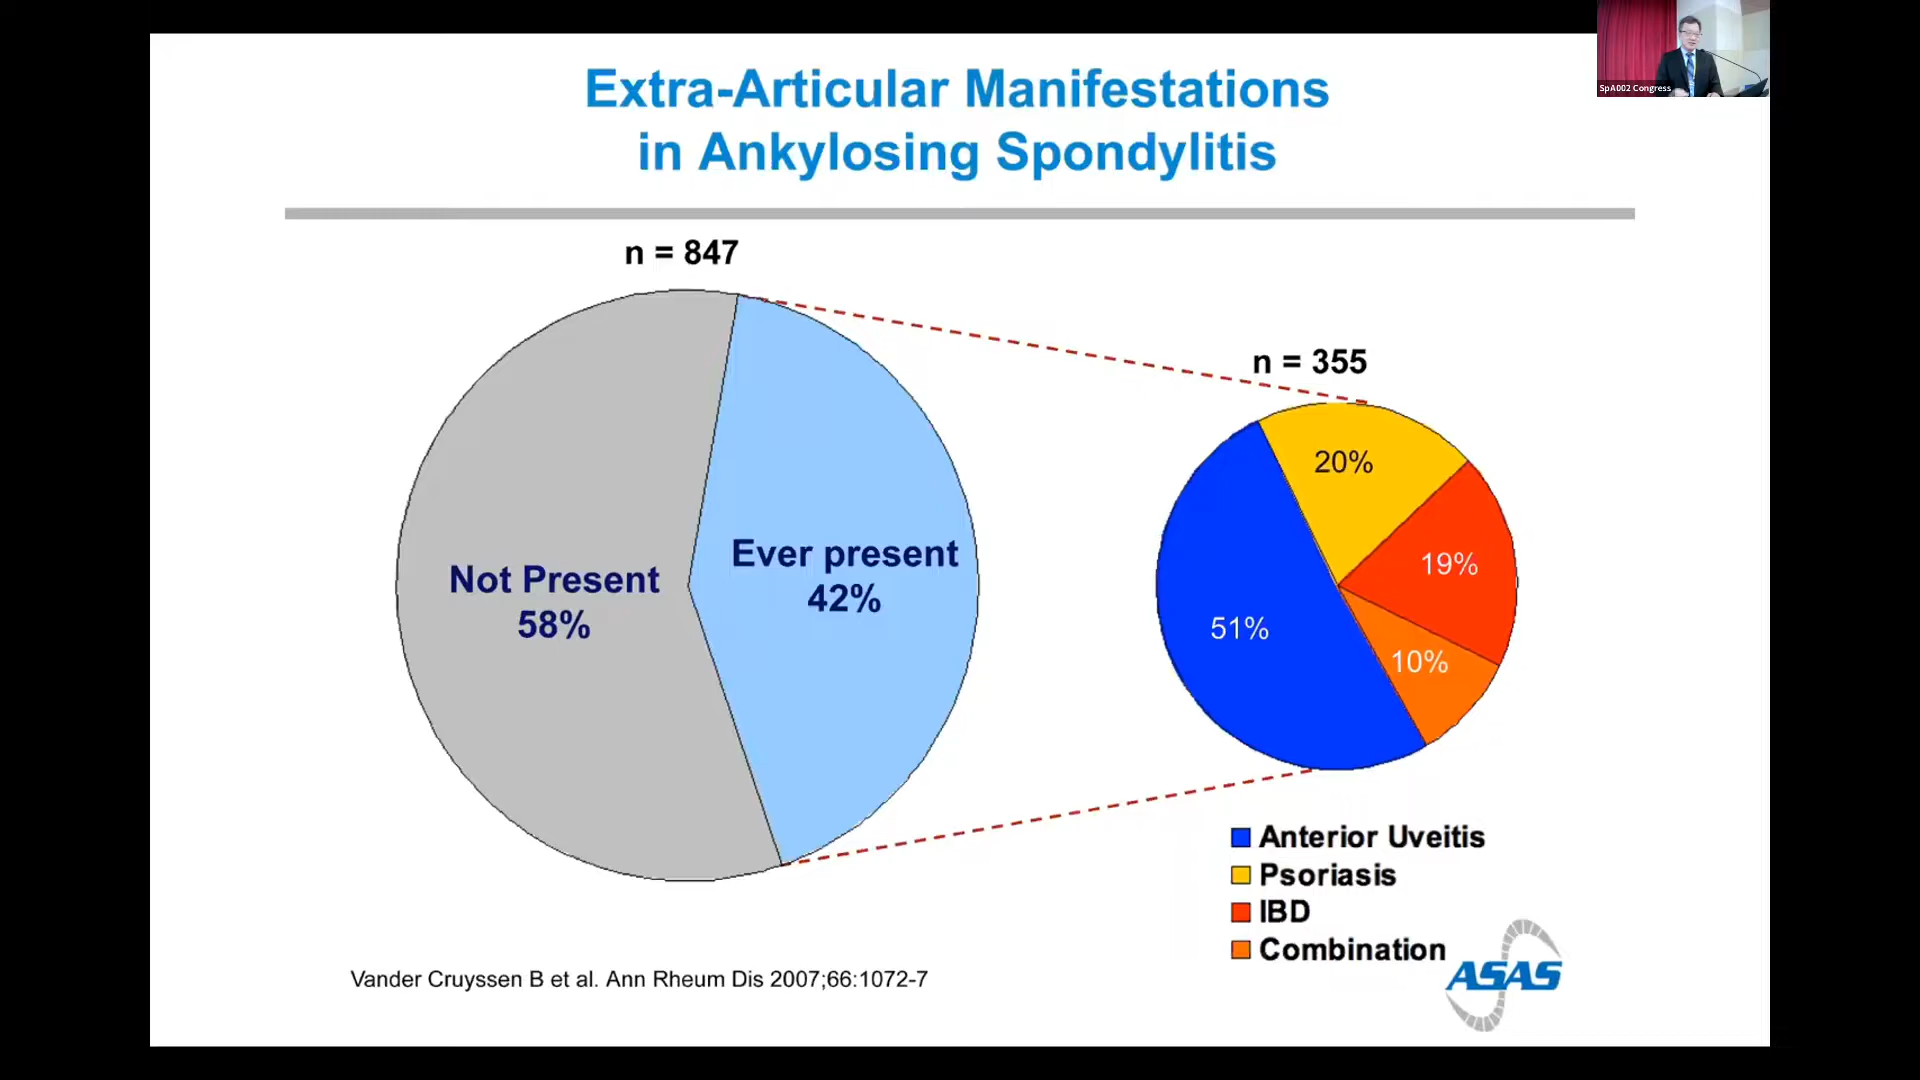 SpA002 Congress
Extra-Articular Manifestations
in Ankylosing Spondylitis
n = 847
n = 355
Not Present
58%
Ever present
42%
20%
19%
51%
10%
Anterior Uveitis
Psoriasis
IBD
Combination
ASAS
Vander Cruyssen B et al. Ann Rheum Dis 2007;66:1072-7